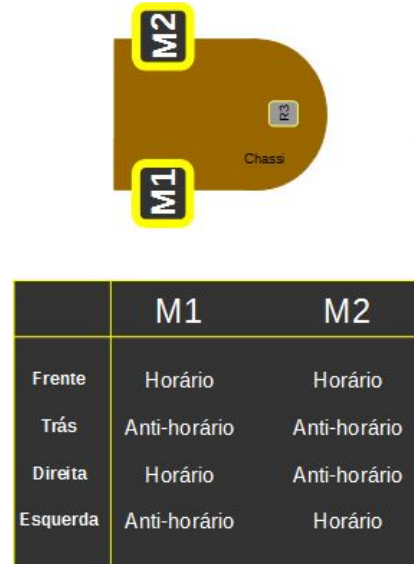 M2
R3
Chassi
M1
M1 M2
Frente Horário Horário
Trás Anti-horário Anti-horário
Direita Horário Anti-horário
Esquerda Anti-horário Horário